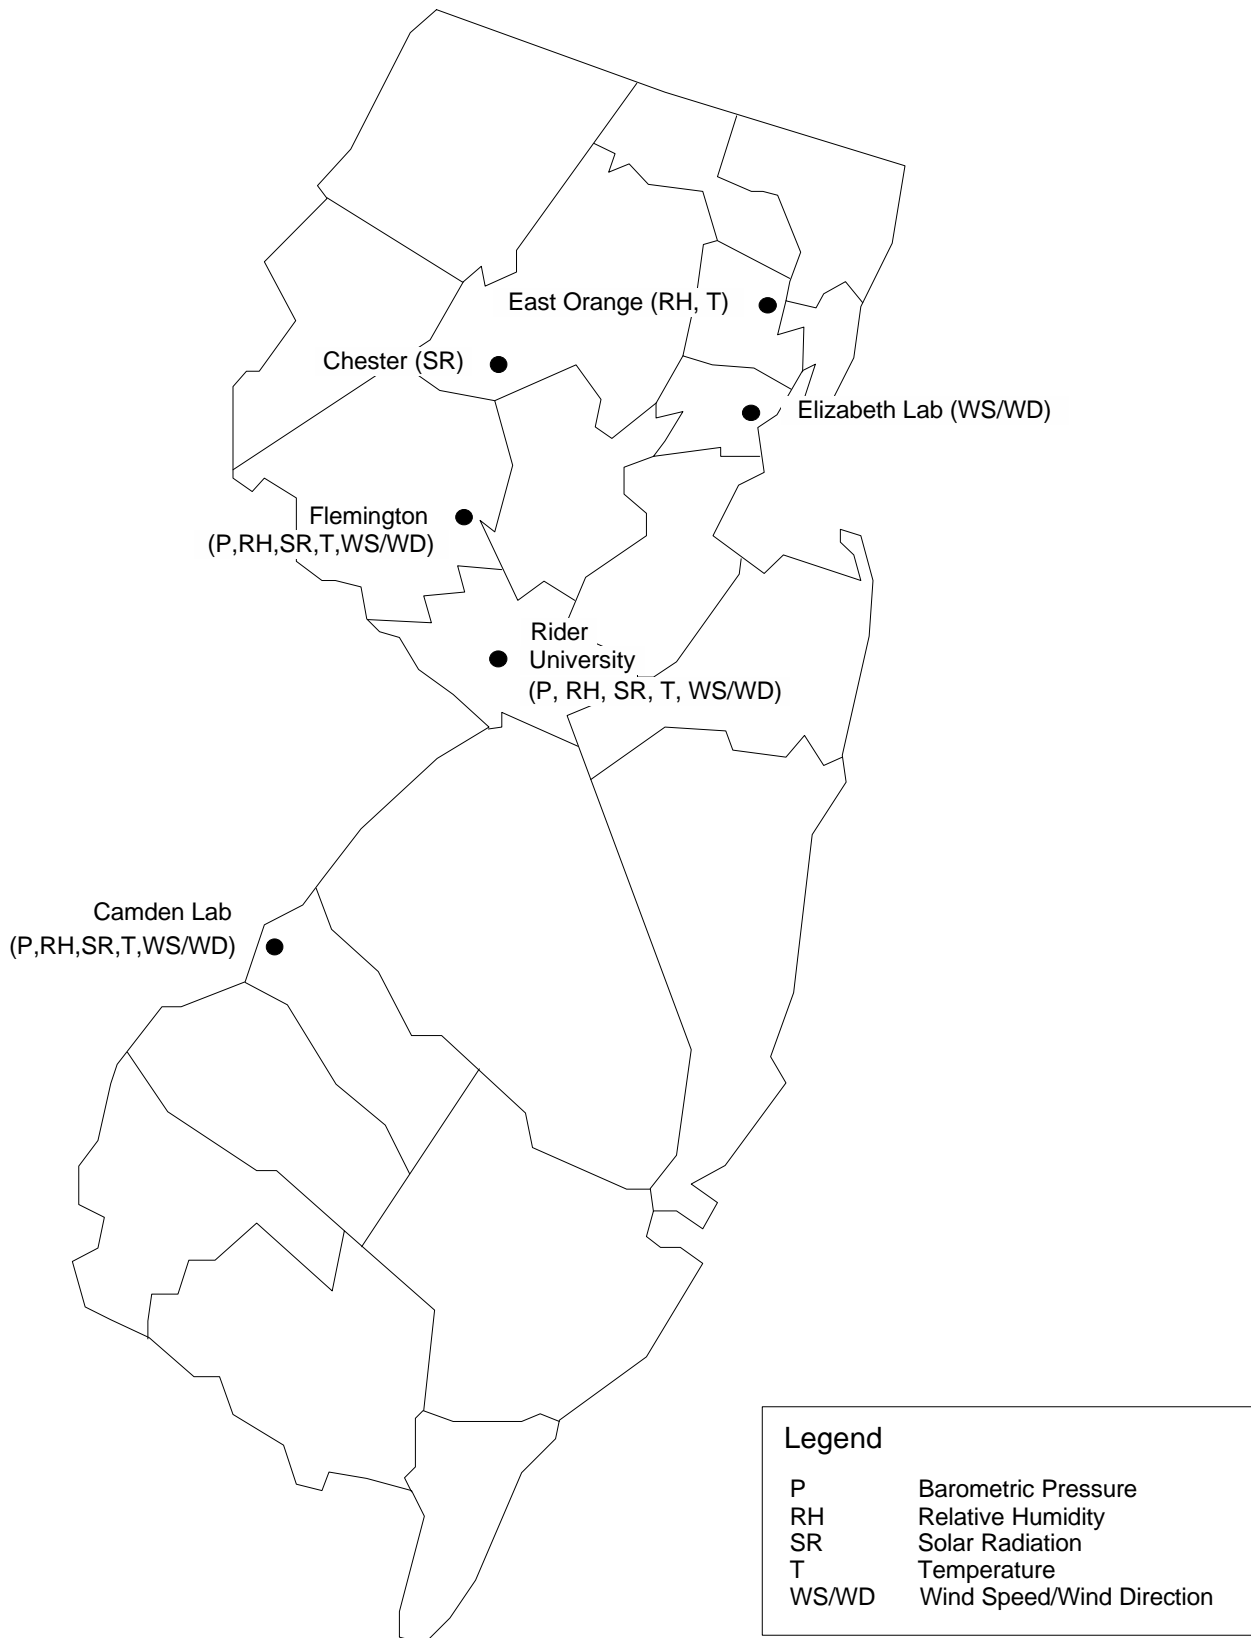 East Orange (RH, T)
Chester (SR)
Elizabeth Lab (WS/WD)
Flemington
(P,RH,SR,T,WS/WD)
Rider
University
(P, RH, SR, T, WS/WD)
Camden Lab
(P,RH,SR,T,WS/WD)
Legend
P Barometric Pressure
RH Relative Humidity
SR Solar Radiation
T Temperature
WS/WD Wind Speed/Wind Direction